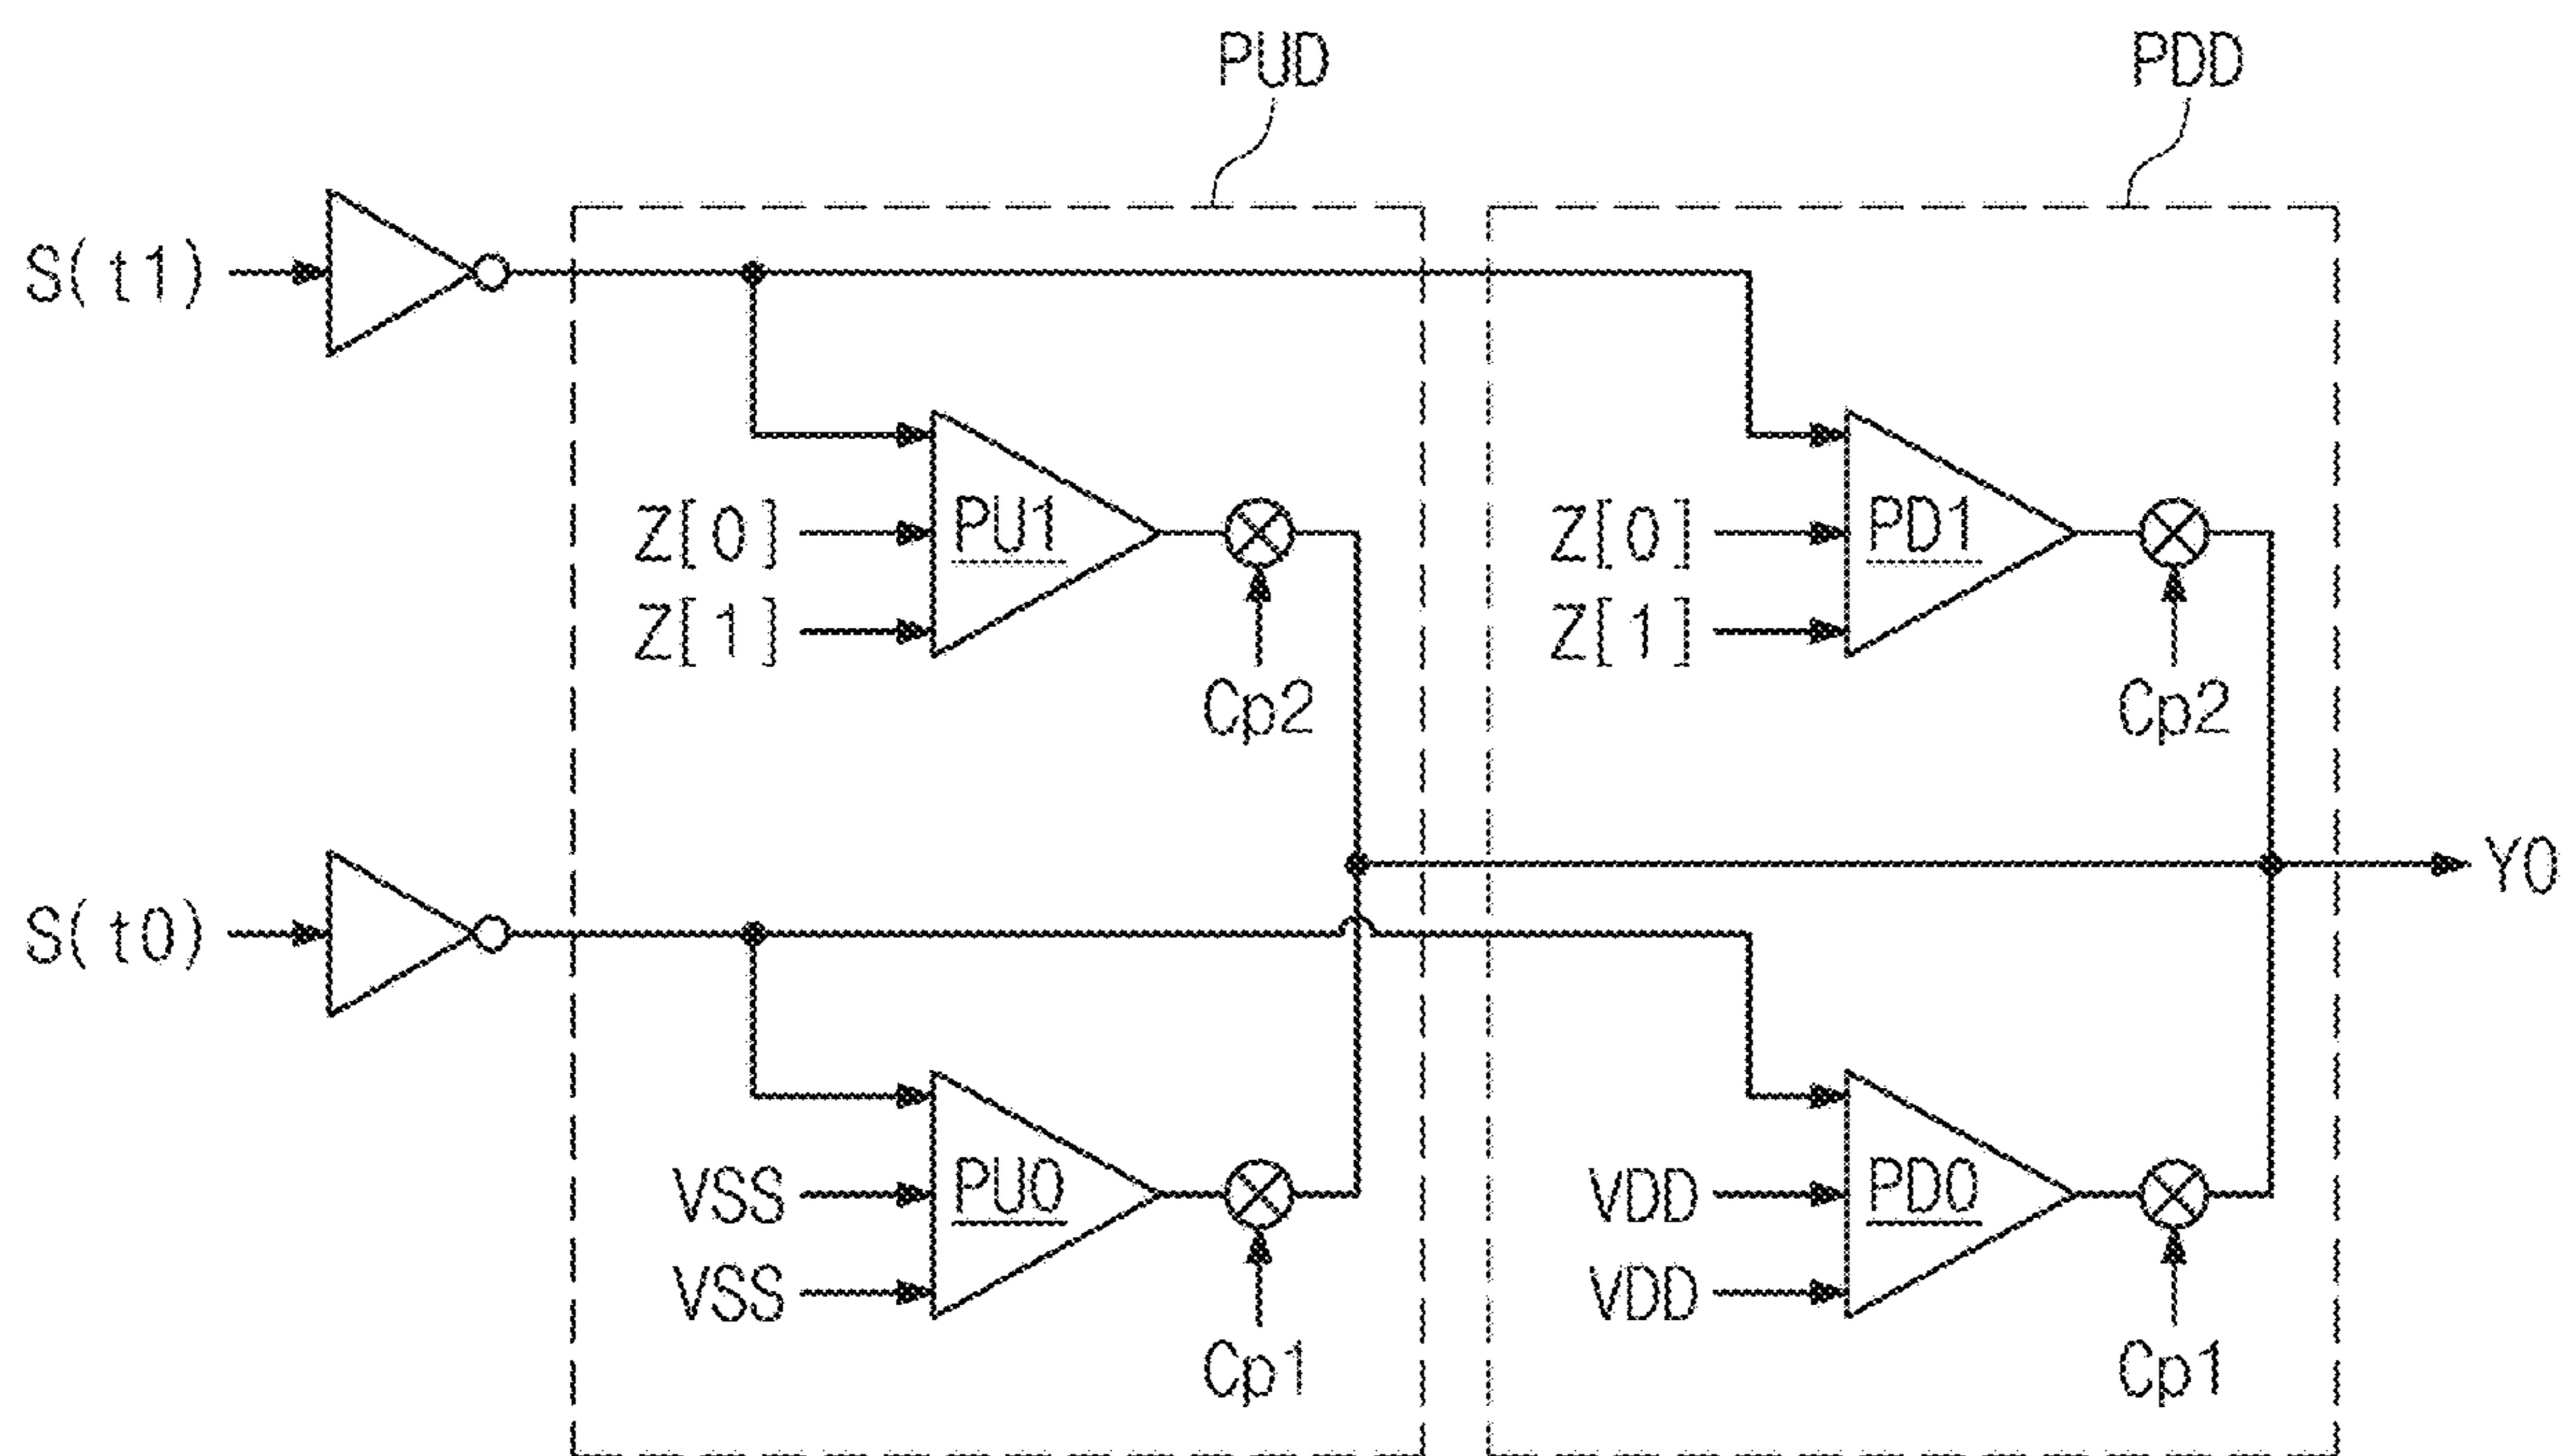 PUD
PDD
S(t1)
PU1
Z[0]
Z[1]
Cp2
PD1
Z[0]
Z[1]
Cp2
Y0
S(t0)
PU0
VSS
VSS
Cp1
PD0
VDD
VDD
Cp1